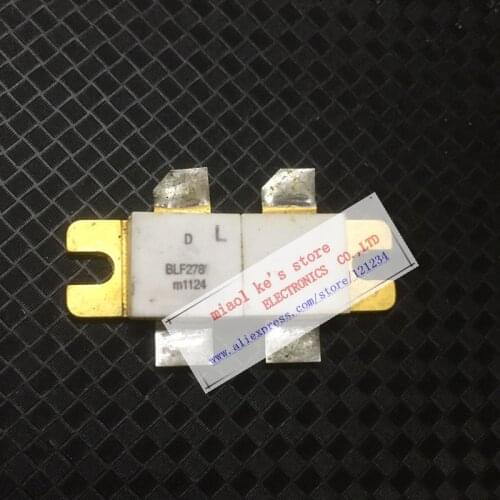 D L
BLF278
m1124
miaol ke's store
ELECTRONICS CO.,LTD
www.aliexpress.com/store/121234